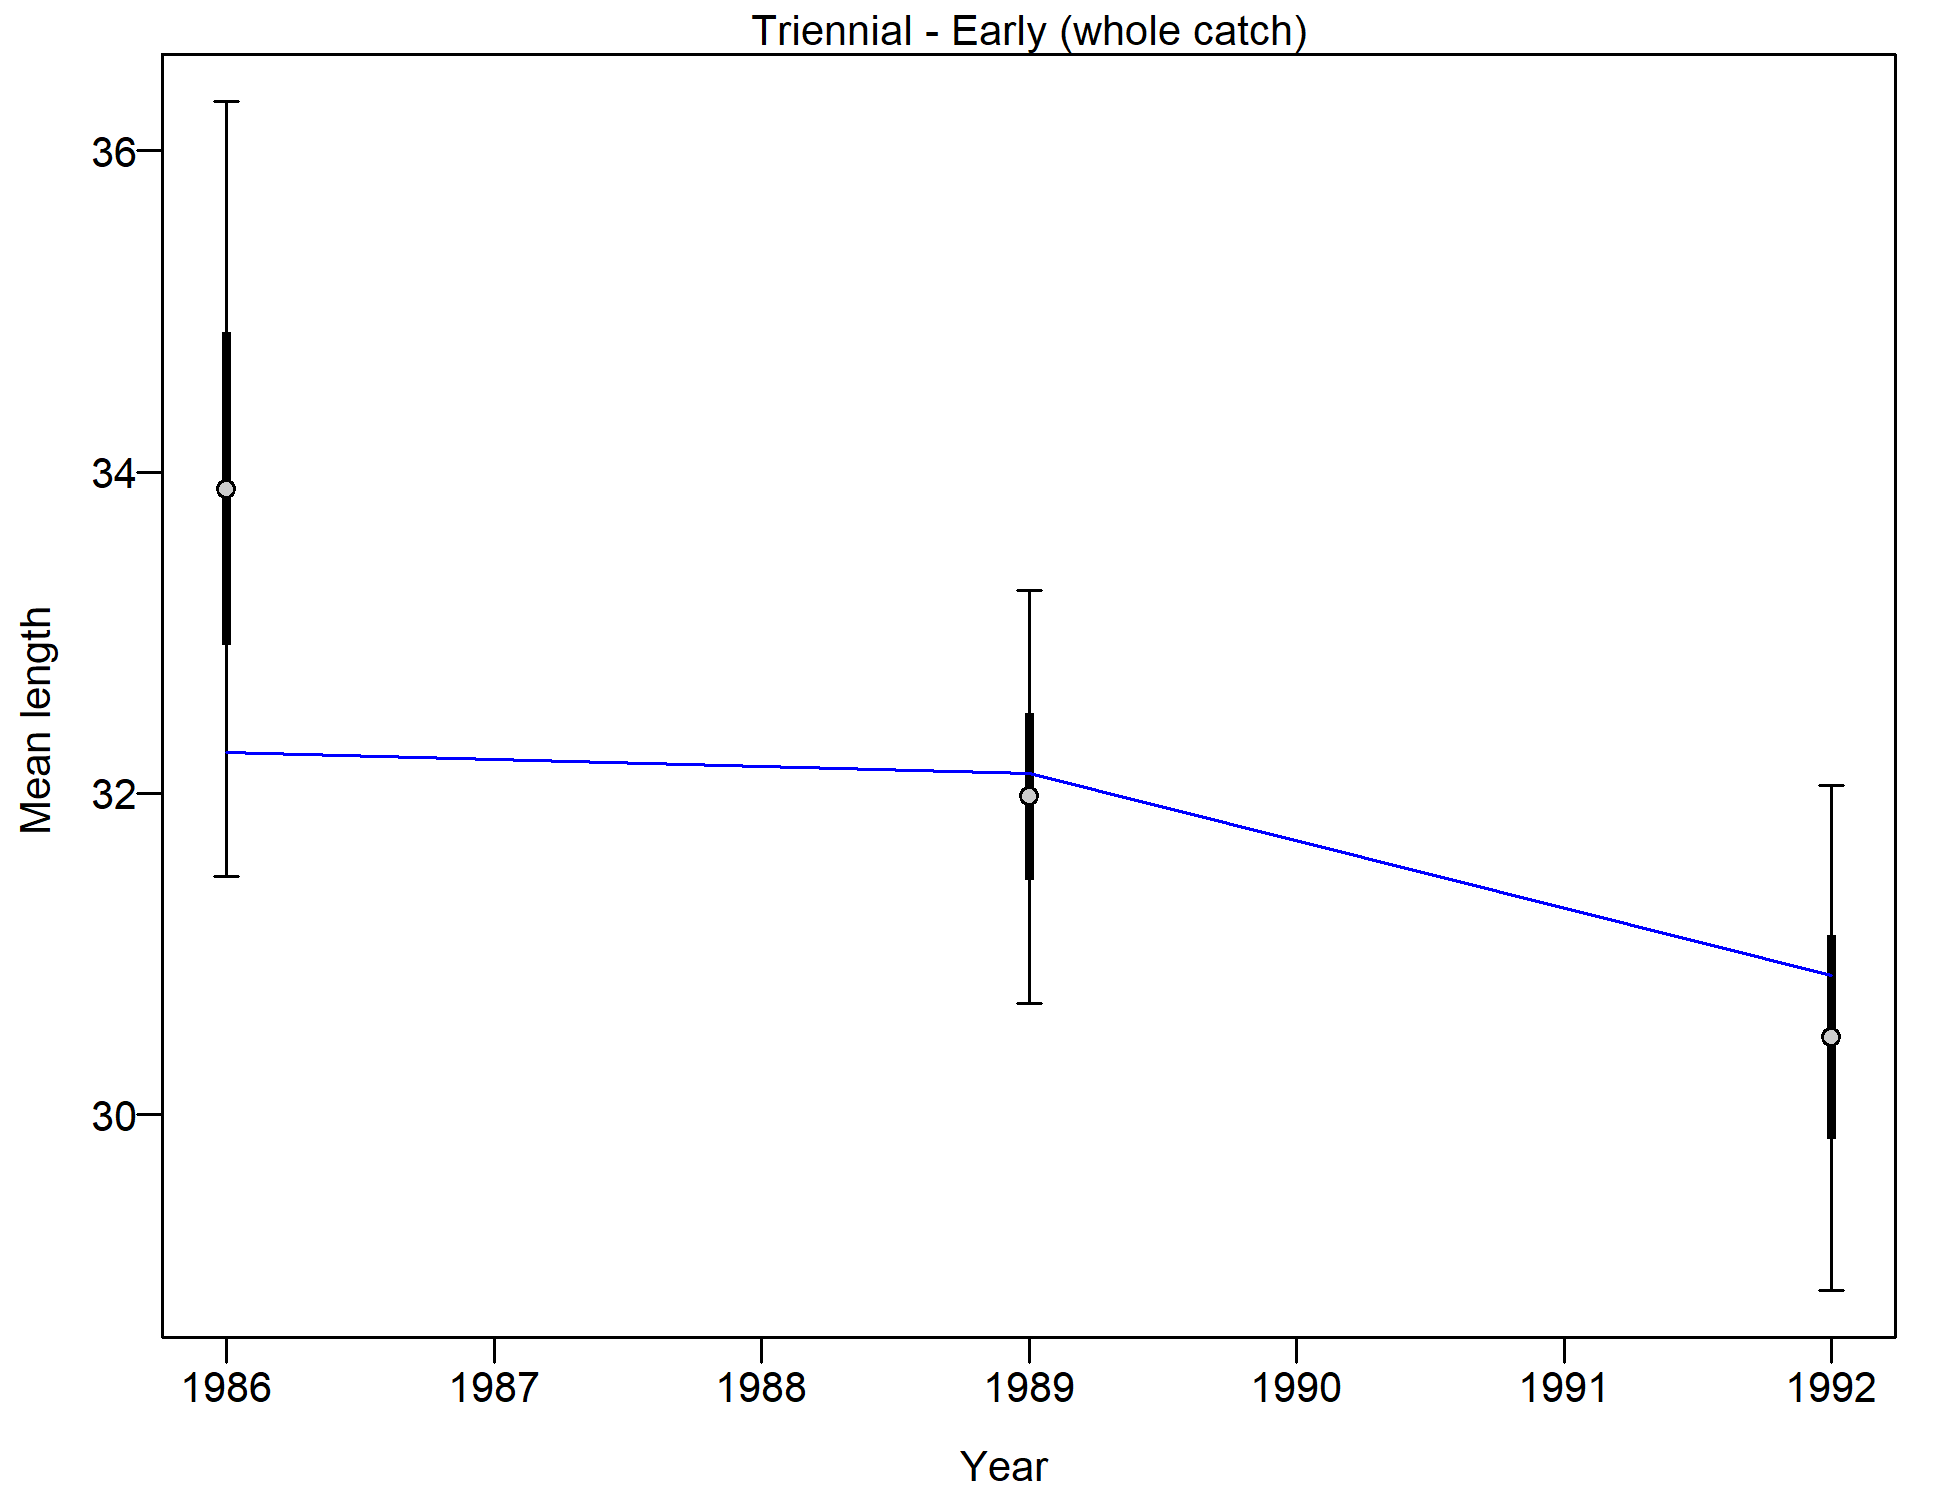 Triennial - Early (whole catch)
36
34
32
30
Mean length
1986 1987 1988 1989 1990 1991 1992
Year